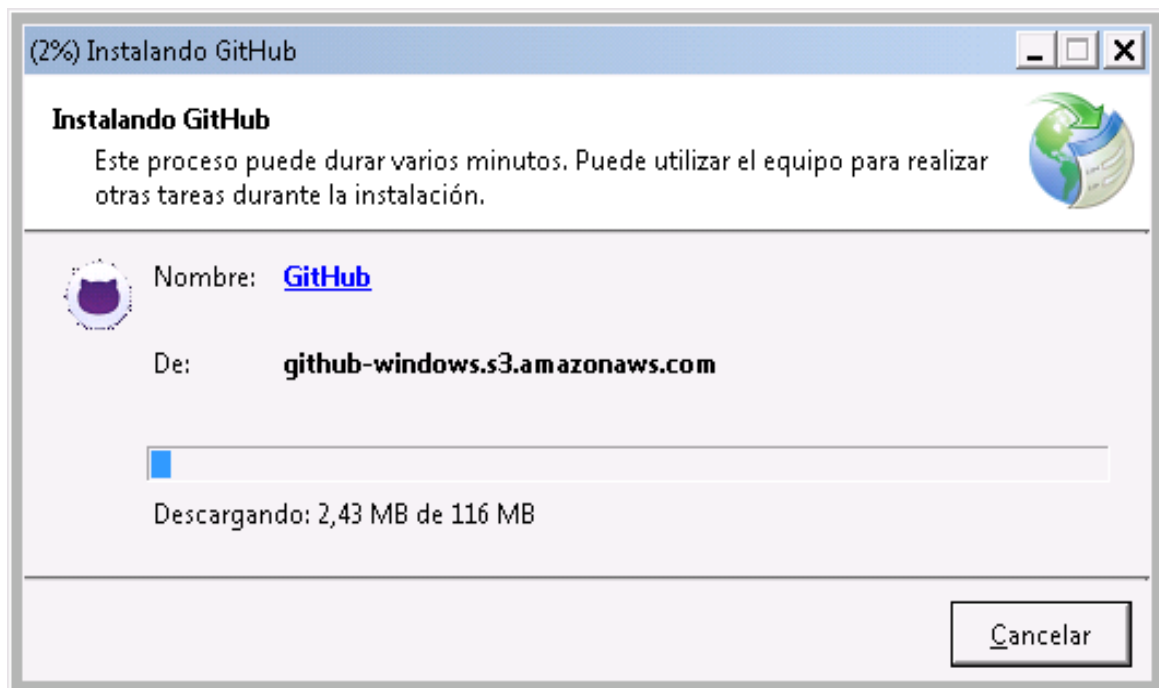 (2%) Instalando GitHub
Instalando GitHub
Este proceso puede durar varios minutos. Puede utilizar el equipo para realizar
otras tareas durante la instalación.
Nombre: GitHub
De: github-windows.s3.amazonaws.com
Descargando: 2,43 MB de 116 MB
Cancelar